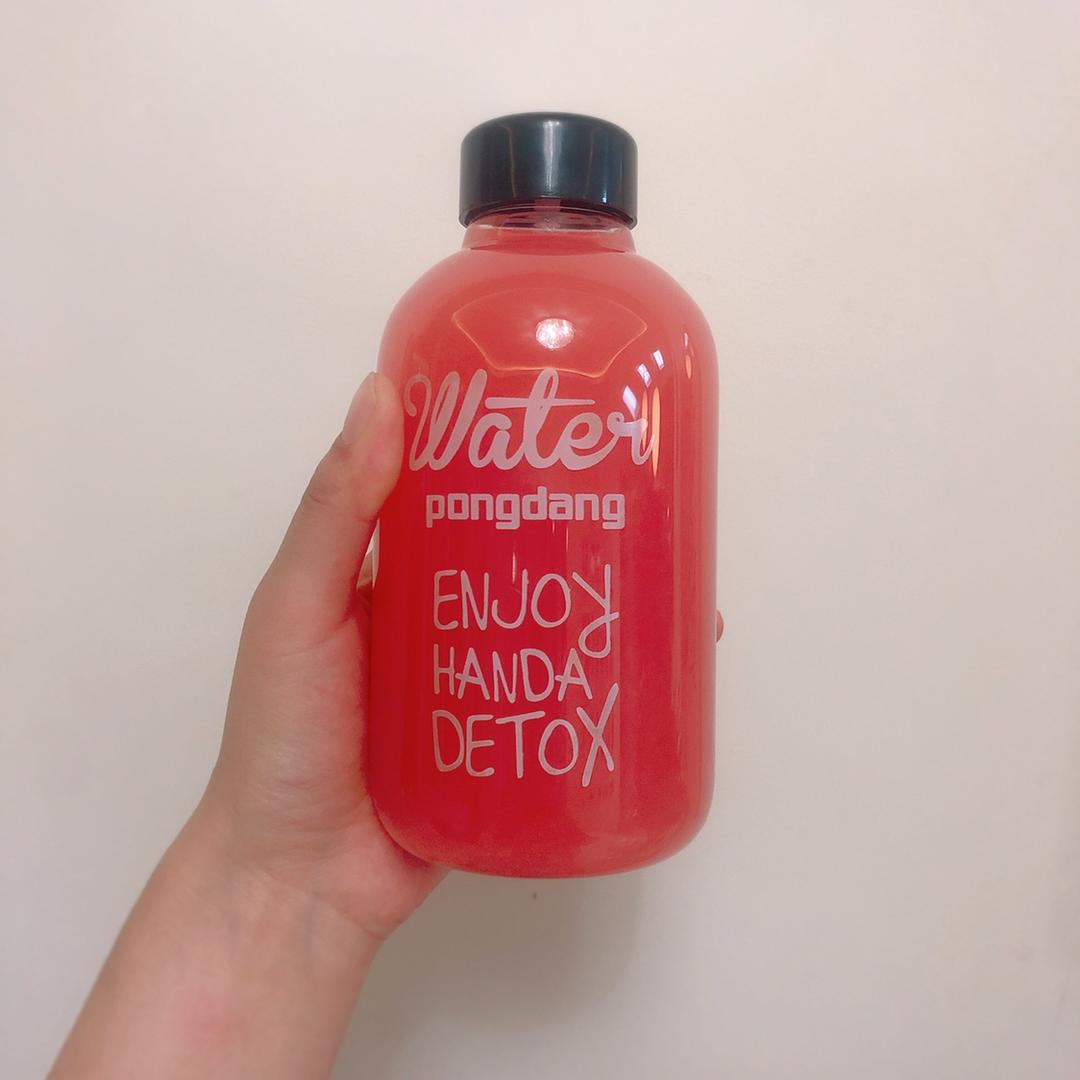 Water
pongdang
ENJOY
HANDA
DETOX